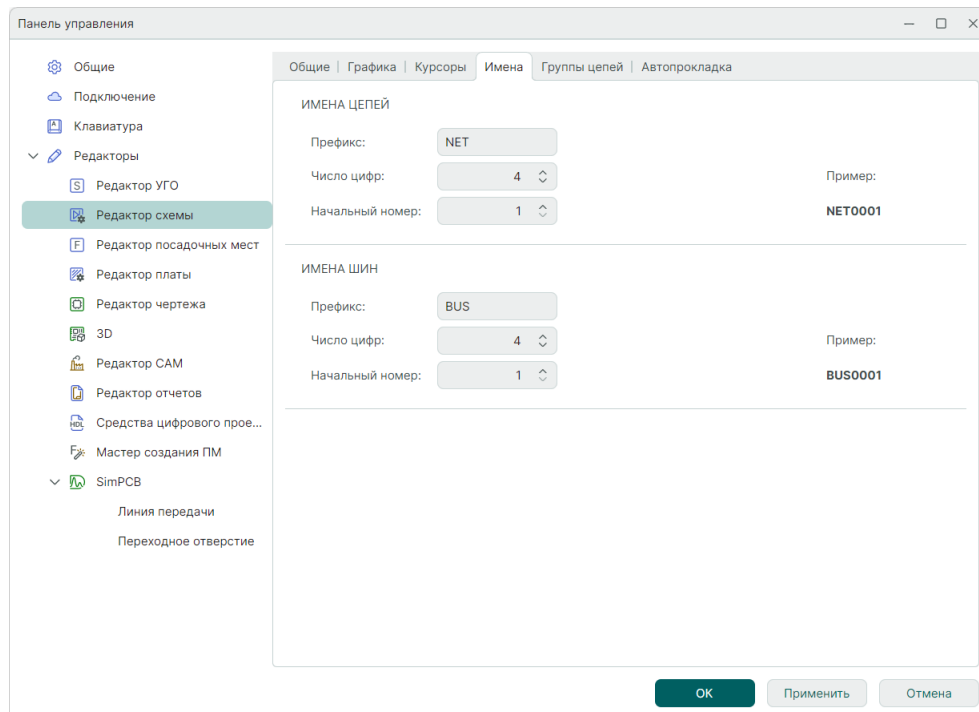 Панель управления
Общие
Подключение
Клавиатура
Редакторы
Редактор УГО
Редактор схемы
Редактор посадочных мест
Редактор платы
Редактор чертежа
3D
Редактор CAM
Редактор отчетов
Средства цифрового прое...
Мастер создания ПМ
SimPCB
Линия передачи
Переходное отверстие
Общие | Графика | Курсоры Имена Группы цепей | Автопрокладка
ИМЕНА ЦЕПЕЙ
Префикс: NET
Число цифр: 4 Пример:
Начальный номер: 1 NET0001
ИМЕНА ШИН
Префикс: BUS
Число цифр: 4 Пример:
Начальный номер: 1 BUS0001
ОК Применить Отмена